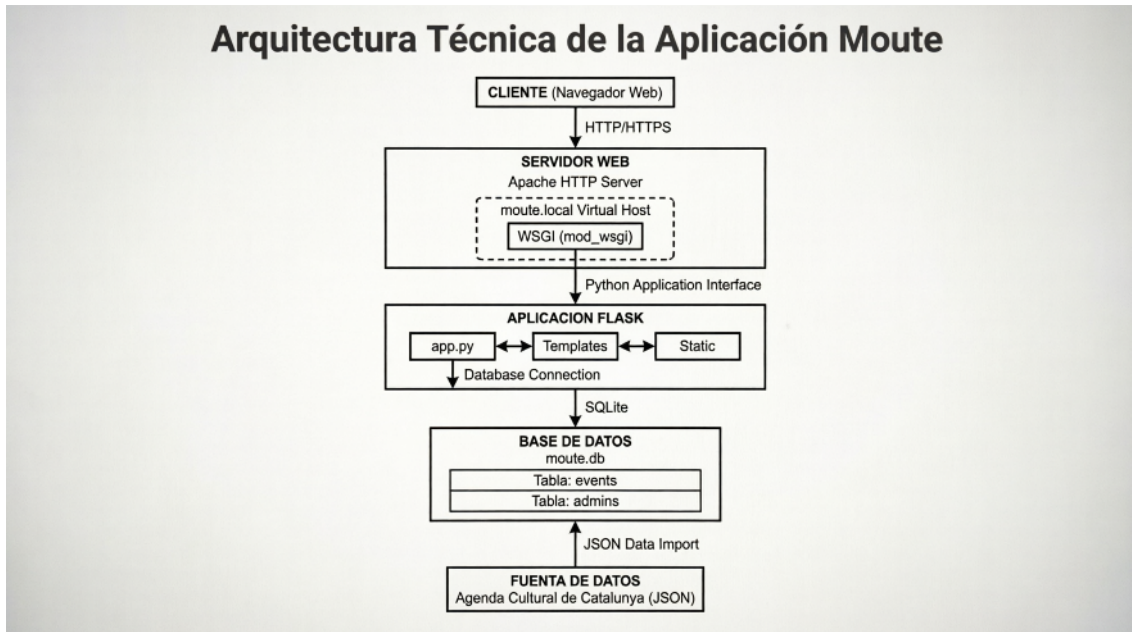 Arquitectura Técnica de la Aplicación Moute
CLIENTE (Navegador Web)
HTTP/HTTPS
SERVIDOR WEB
Apache HTTP Server
moute.local Virtual Host
WSGI (mod_wsgi)
Python Application Interface
APLICACION FLASK
app.py
Templates
Static
Database Connection
SQLite
BASE DE DATOS
moute.db
Tabla: events
Tabla: admins
JSON Data Import
FUENTA DE DATOS
Agenda Cultural de Catalunya (JSON)